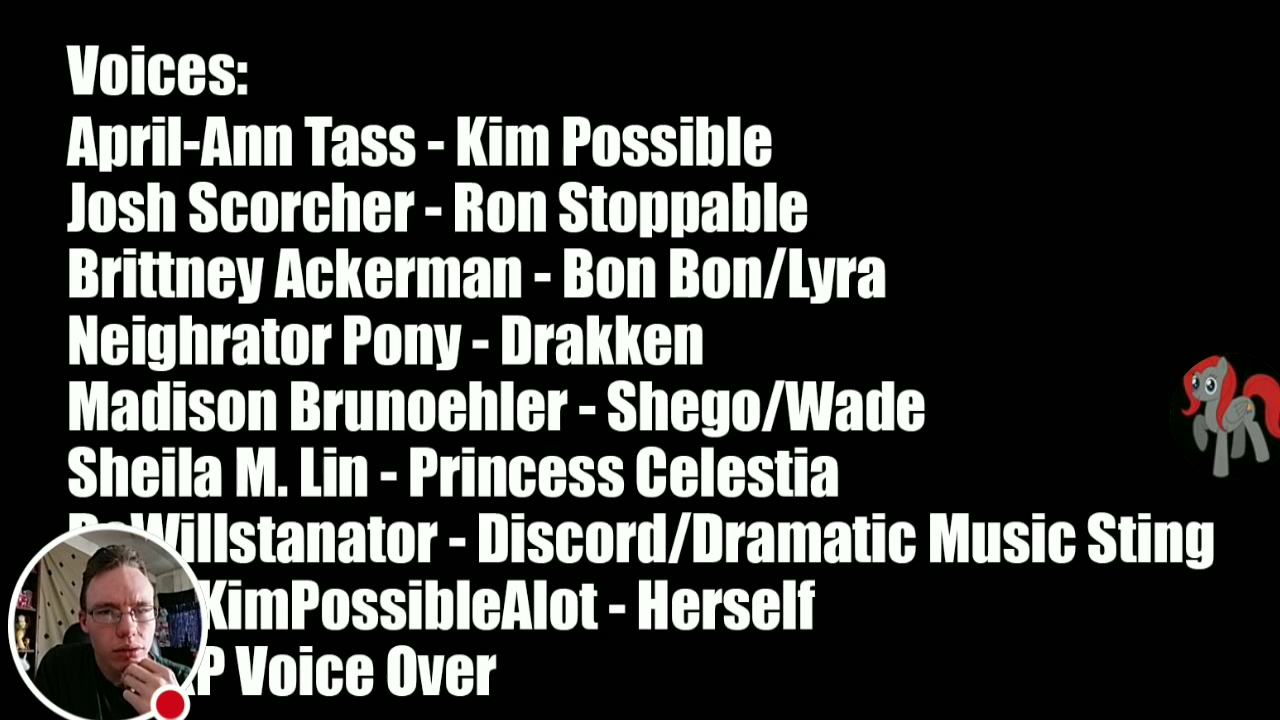 Voices:
April-Ann Tass - Kim Possible
Josh Scorcher - Ron Stoppable
Brittney Ackerman - Bon Bon/Lyra
Neighrator Pony - Drakken
Madison Brunoehler - Shego/Wade
Sheila M. Lin - Princess Celestia
- Discord/Dramatic Music Sting
KimPossibleAlot - Herself
Voice Over